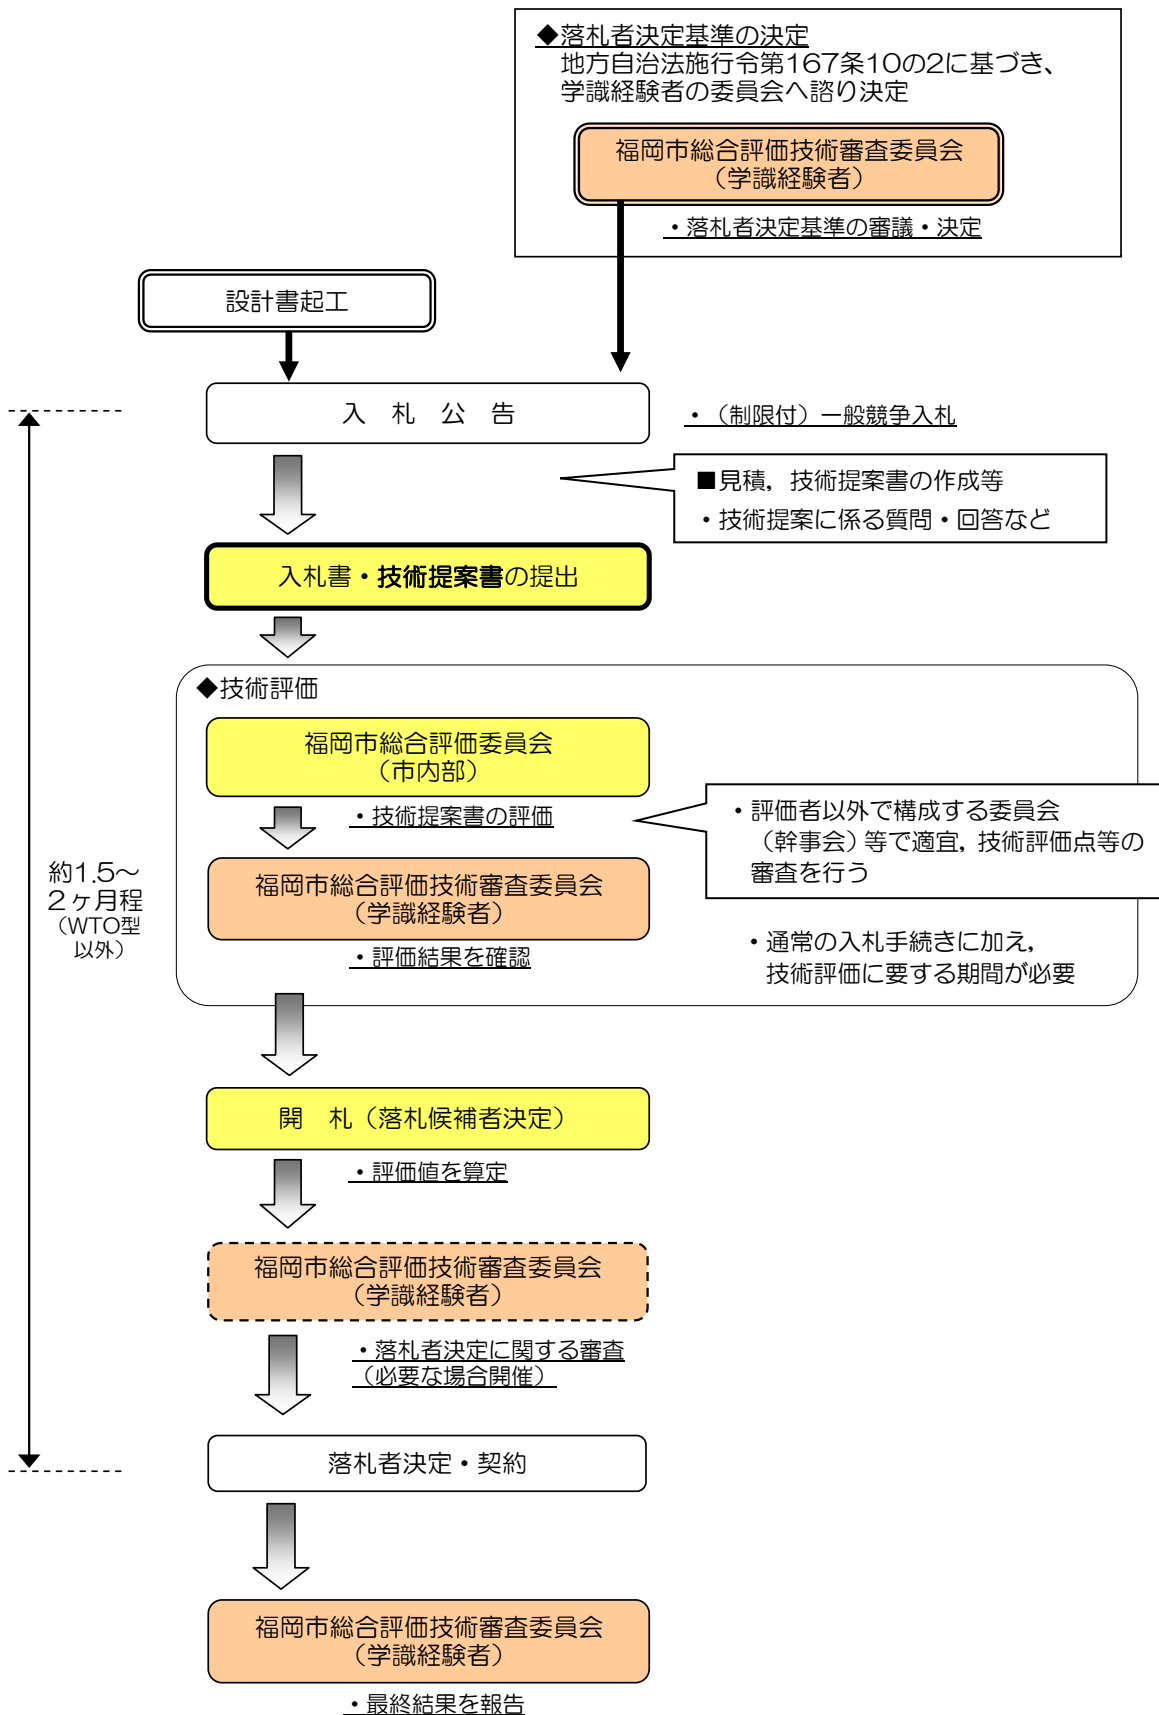 ◆落札者決定基準の決定
地方自治法施行令第167条10の2に基づき、
学識経験者の委員会へ諮り決定
福岡市総合評価技術審査委員会
（学識経験者）
・落札者決定基準の審議・決定
設計書起工
入　札　公　告
・（制限付）一般競争入札
■見積，技術提案書の作成等
・技術提案に係る質問・回答など
入札書・技術提案書の提出
◆技術評価
福岡市総合評価委員会
（市内部）
・技術提案書の評価
・評価者以外で構成する委員会
（幹事会）等で適宜，技術評価点等の
審査を行う
福岡市総合評価技術審査委員会
（学識経験者）
・評価結果を確認
・通常の入札手続きに加え，
技術評価に要する期間が必要
約1.5～
２ヶ月程
（WTO型
以外）
開　札（落札候補者決定）
・評価値を算定
福岡市総合評価技術審査委員会
（学識経験者）
・落札者決定に関する審査
（必要な場合開催）
落札者決定・契約
福岡市総合評価技術審査委員会
（学識経験者）
・最終結果を報告